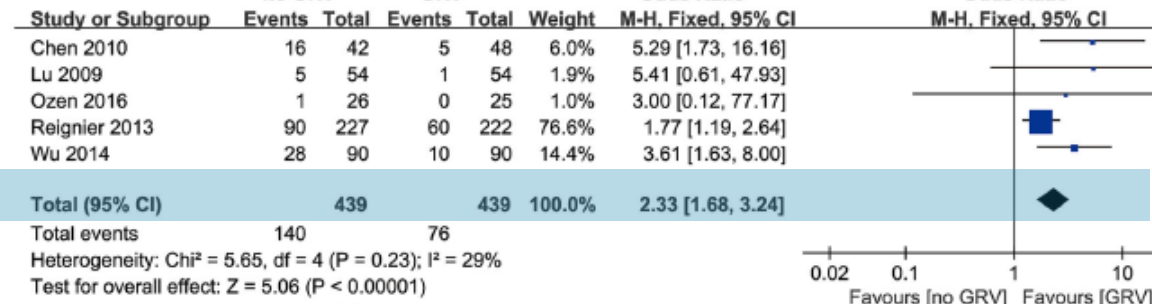 Study or Subgroup Events Total Events Total Weight M-H, Fixed, 95% CI M-H, Fixed, 95% CI
Chen 2010 16 42 5 48 6.0% 5.29 [1.73, 16.16]
Lu 2009 5 54 1 54 1.9% 5.41 [0.61, 47.93]
Ozen 2016 1 26 0 25 1.0% 3.00 [0.12, 77.17]
Reignier 2013 90 227 60 222 76.6% 1.77 [1.19, 2.64]
Wu 2014 28 90 10 90 14.4% 3.61 [1.63, 8.00]
Total (95% CI) 439 439 100.0% 2.33 [1.68, 3.24]
Total events 140 76
Heterogeneity: Chi² = 5.65, df = 4 (P = 0.23); I² = 29%
Test for overall effect: Z = 5.06 (P < 0.00001)
0.02 0.1 1 10
Favours [no GRV] Favours [GRV]